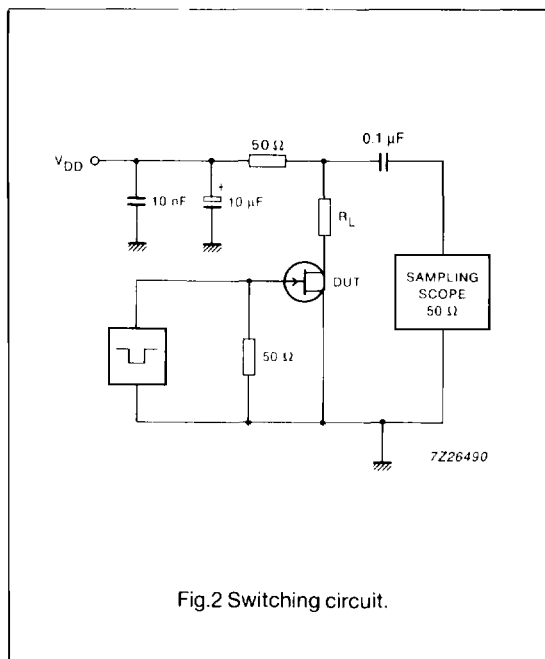 50 Ω
0.1 µF
V_DD
+
10 nF
10 µF
R_L
DUT
SAMPLING
SCOPE
50 Ω
50 Ω
7Z26490
Fig.2 Switching circuit.